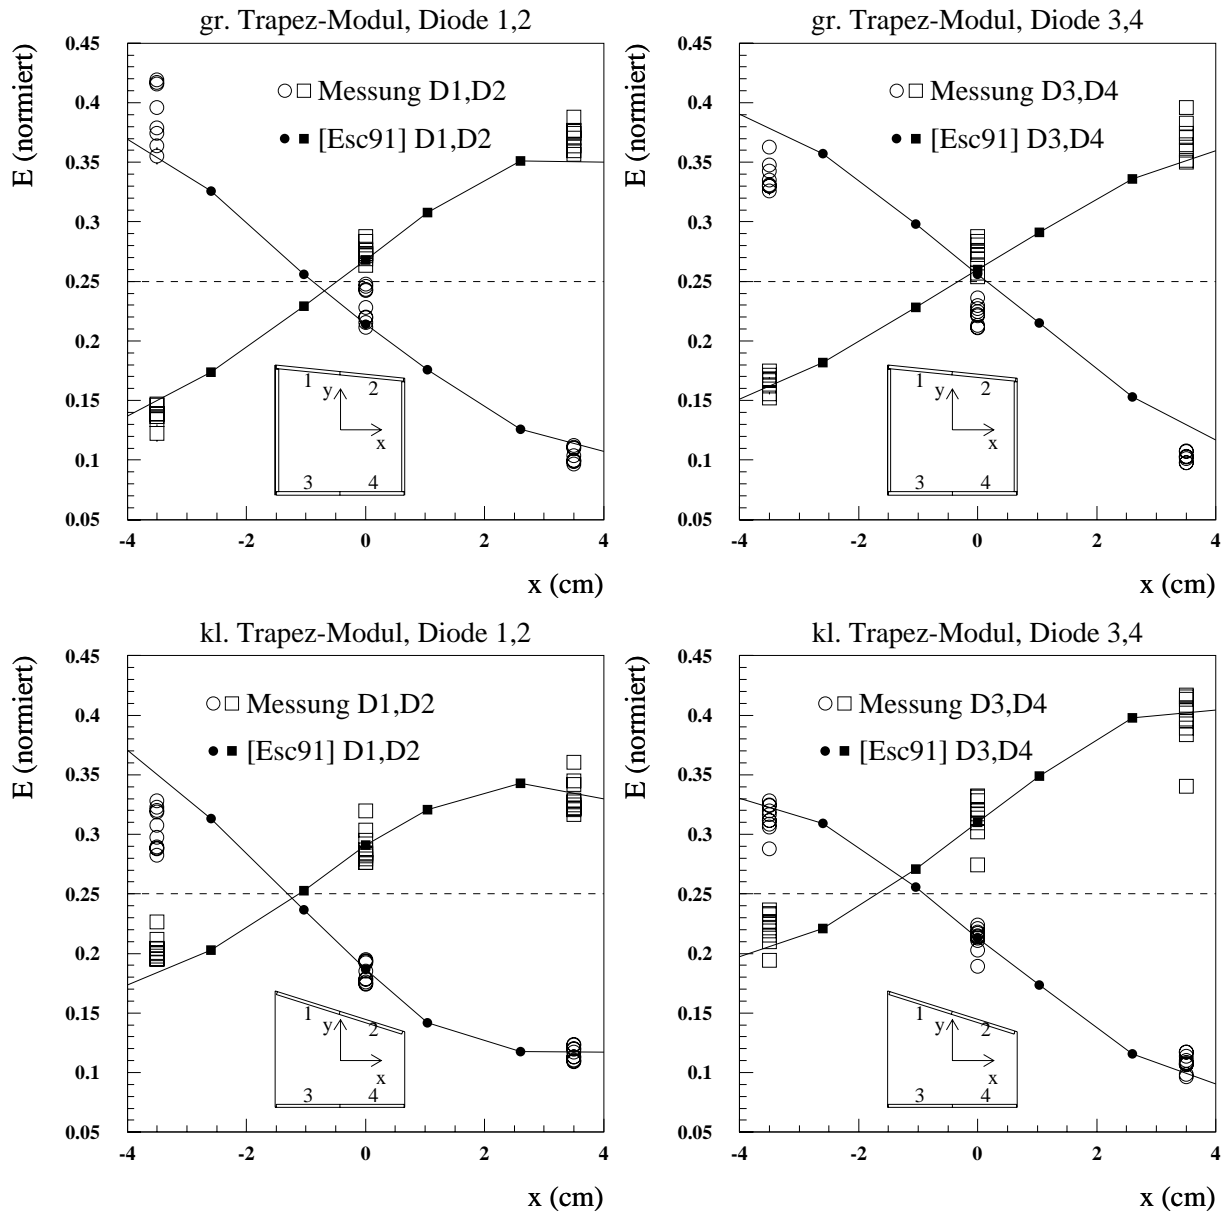 gr. Trapez-Modul, Diode 1,2
E (normiert)
0.45
0.4
0.35
0.3
0.25
0.2
0.15
0.1
0.05
Messung D1,D2
[Esc91] D1,D2
1
2
y
x
3
4
-4
-2
0
2
4
x (cm)
gr. Trapez-Modul, Diode 3,4
E (normiert)
0.45
0.4
0.35
0.3
0.25
0.2
0.15
0.1
0.05
Messung D3,D4
[Esc91] D3,D4
1
2
y
x
3
4
-4
-2
0
2
4
x (cm)
kl. Trapez-Modul, Diode 1,2
E (normiert)
0.45
0.4
0.35
0.3
0.25
0.2
0.15
0.1
0.05
Messung D1,D2
[Esc91] D1,D2
1
2
y
x
3
4
-4
-2
0
2
4
x (cm)
kl. Trapez-Modul, Diode 3,4
E (normiert)
0.45
0.4
0.35
0.3
0.25
0.2
0.15
0.1
0.05
Messung D3,D4
[Esc91] D3,D4
1
2
y
x
3
4
-4
-2
0
2
4
x (cm)